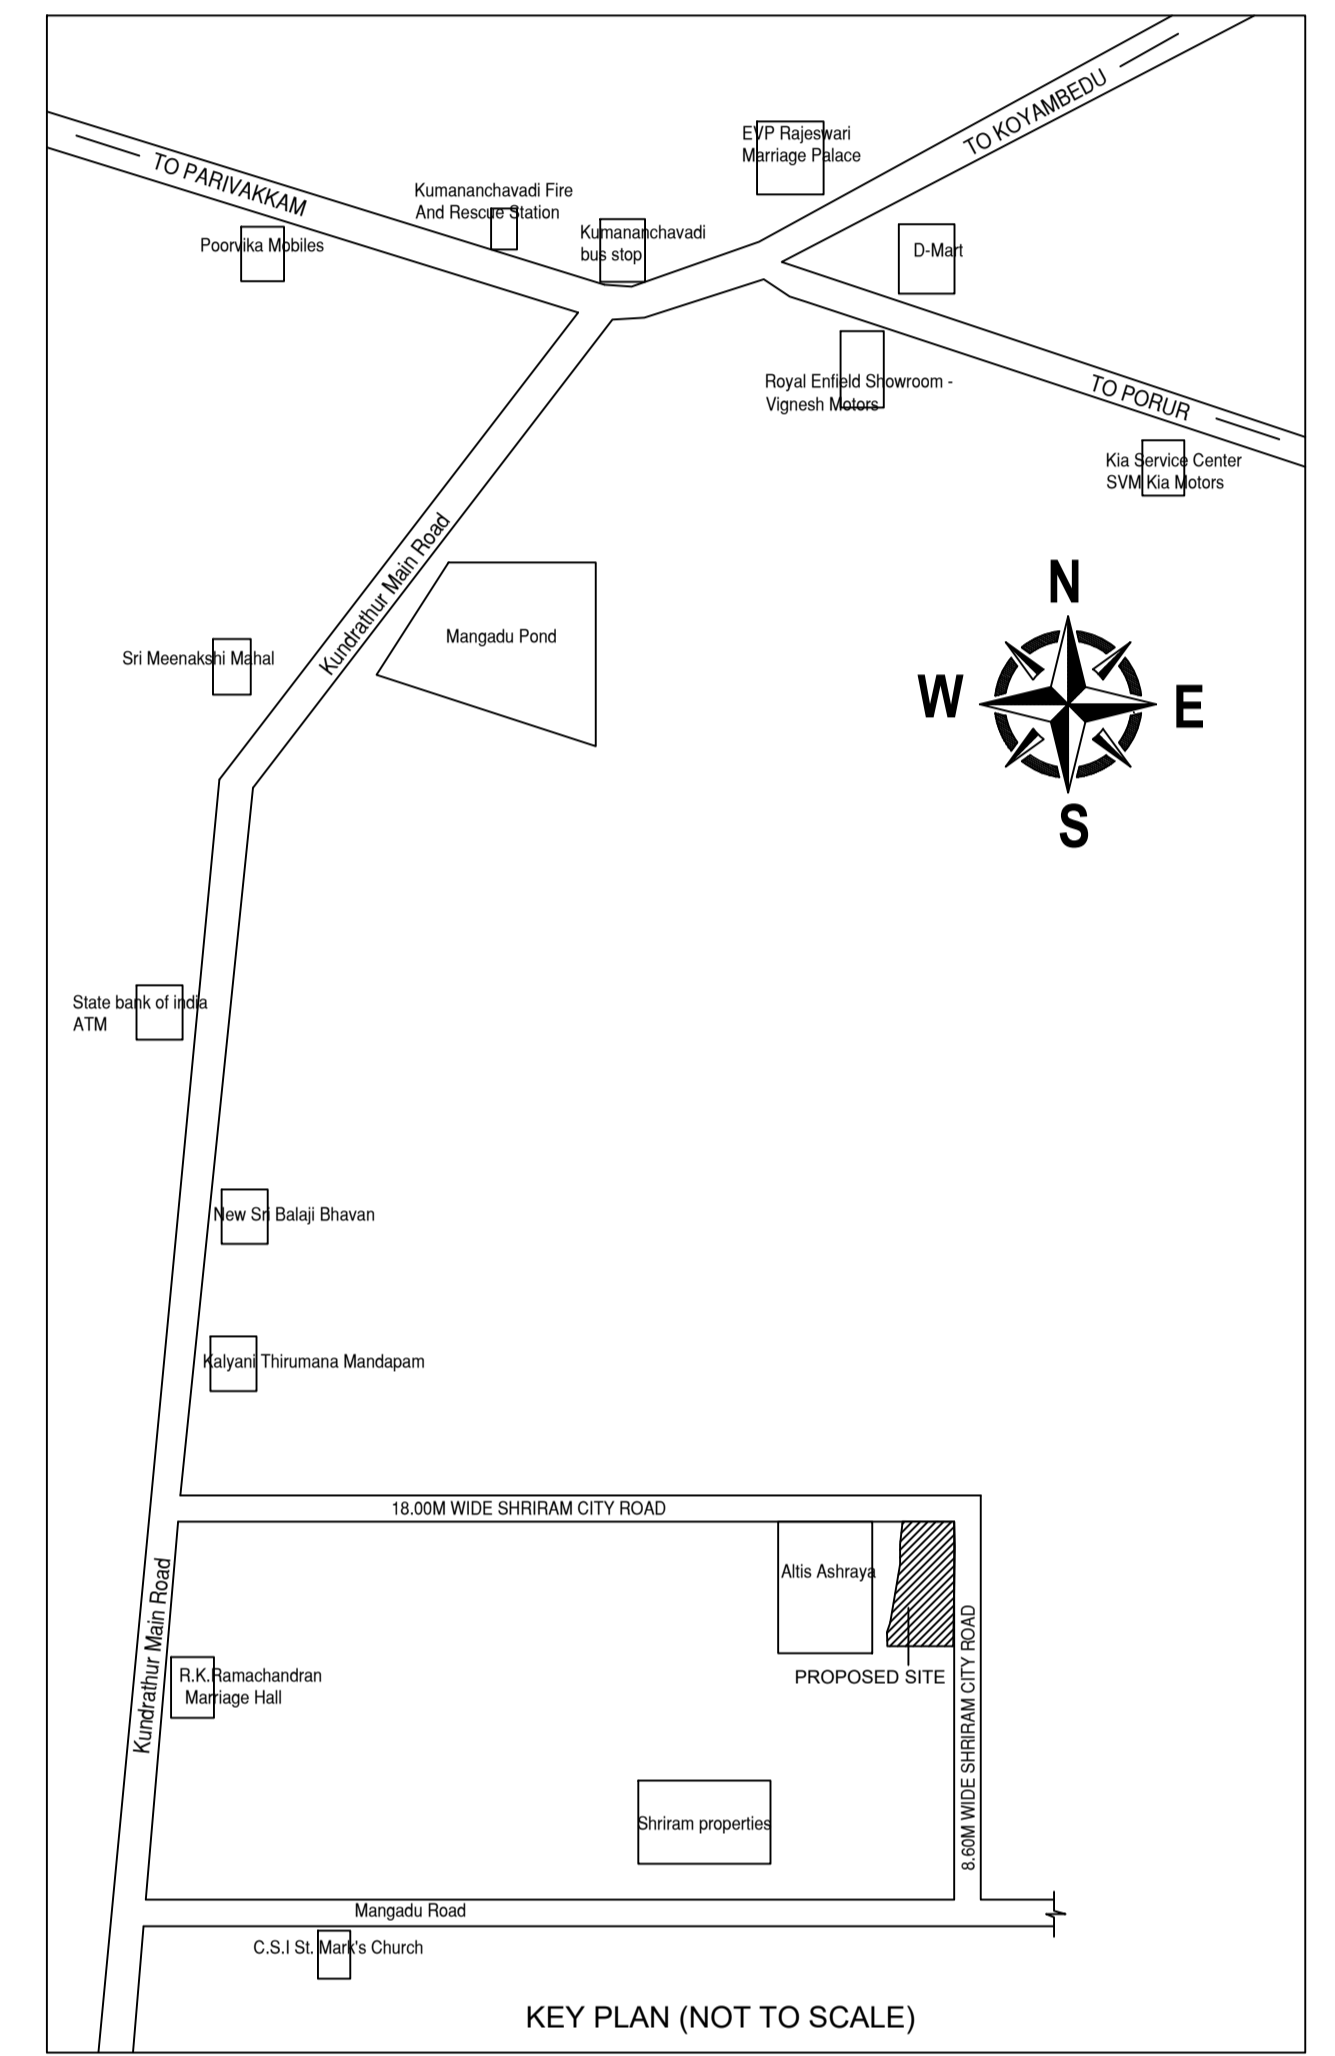 TO KOYAMBEDU
EVP Rajeswari
Marriage Palace
TO PARIVAKKAM
Kumananchavadi Fire
And Rescue Station
Kumananchavadi
bus stop
Poorvika Mobiles
D-Mart
Royal Enfield Showroom -
Vignesh Motors
TO PORUR
Kia Service Center
SVM Kia Motors
Kundrathur Main Road
Mangadu Pond
Sri Meenakshi Mahal
N
W
E
S
State bank of india
ATM
New Sri Balaji Bhavan
Kalyani Thirumana Mandapam
18.00M WIDE SHRIRAM CITY ROAD
Altis Ashraya
Kundrathur Main Road
R.K.Ramachandran
Marriage Hall
PROPOSED SITE
8.60M WIDE SHRIRAM CITY ROAD
Shriram properties
Mangadu Road
C.S.I St. Mark's Church
KEY PLAN (NOT TO SCALE)